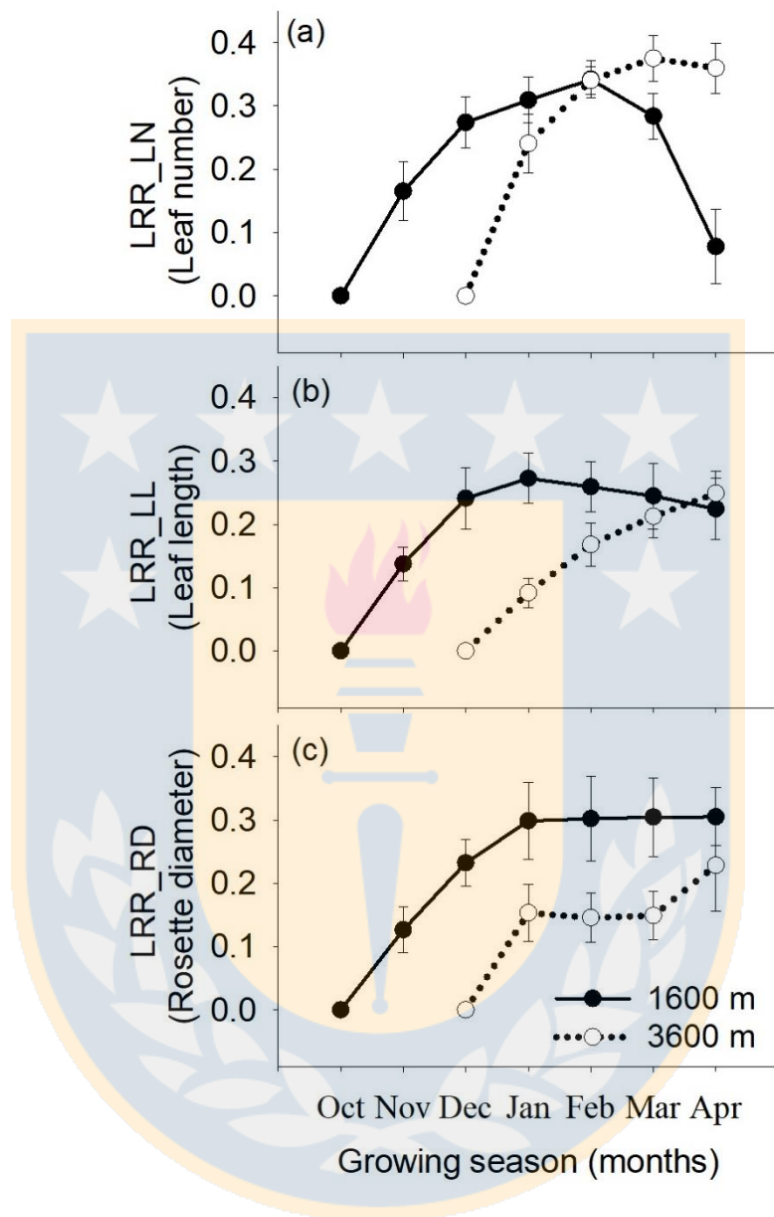 (a)
0.4
0.3
0.2
0.1
0.0
LRR_LN
(Leaf number)
(b)
0.4
0.3
0.2
0.1
0.0
LRR_LL
(Leaf length)
(c)
0.4
0.3
0.2
0.1
0.0
LRR_RD
(Rosette diameter)
1600 m
3600 m
Oct Nov Dec Jan Feb Mar Apr
Growing season (months)